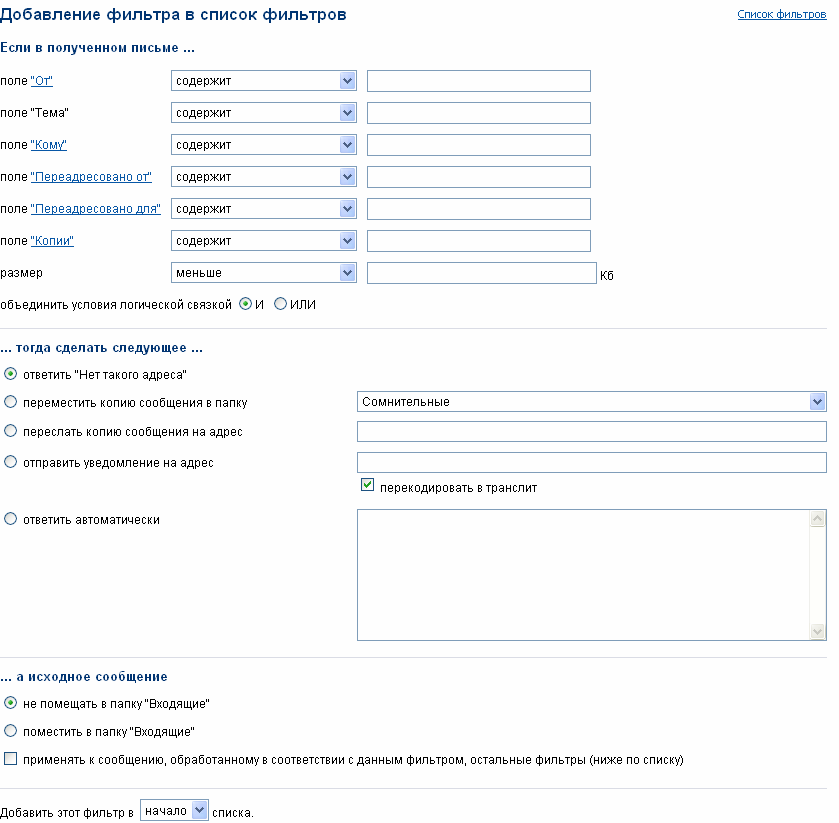 Добавление фильтра в список фильтров Список фильтров
Если в полученном письме ...
поле "От" содержит
поле "Тема" содержит
поле "Кому" содержит
поле "Переадресовано от" содержит
поле "Переадресовано для" содержит
поле "Копии" содержит
размер меньше Кб
объединить условия логической связкой И ИЛИ
... тогда сделать следующее ...
ответить "Нет такого адреса"
переместить копию сообщения в папку Сомнительные
переслать копию сообщения на адрес
отправить уведомление на адрес
перекодировать в транслит
ответить автоматически
... а исходное сообщение
не помещать в папку "Входящие"
поместить в папку "Входящие"
применять к сообщению, обработанному в соответствии с данным фильтром, остальные фильтры (ниже по списку)
Добавить этот фильтр в начало списка.